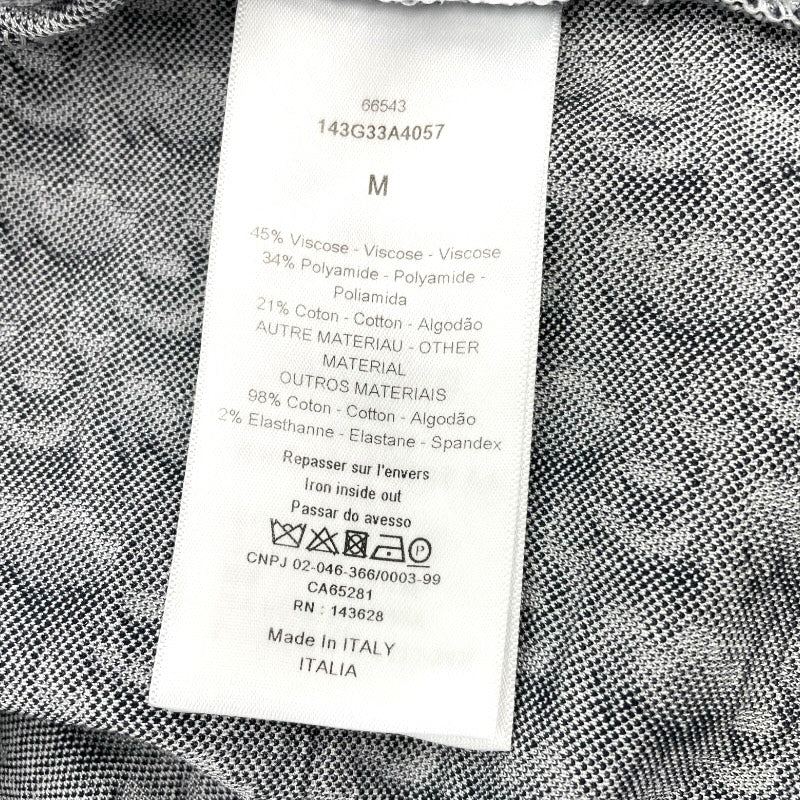 66543
143G33A4057
M
45% Viscose - Viscose - Viscose
34% Polyamide - Polyamide -
Poliamida
21% Coton - Cotton - Algodão
AUTRE MATERIAU - OTHER
MATERIAL
OUTROS MATERIAIS
98% Coton - Cotton - Algodão
2% Elasthanne - Elastane - Spandex
Repasser sur l'envers
Iron inside out
Passar do avesso
P
CNPJ 02-046-366/0003-99
CA65281
RN : 143628
Made In ITALY
ITALIA